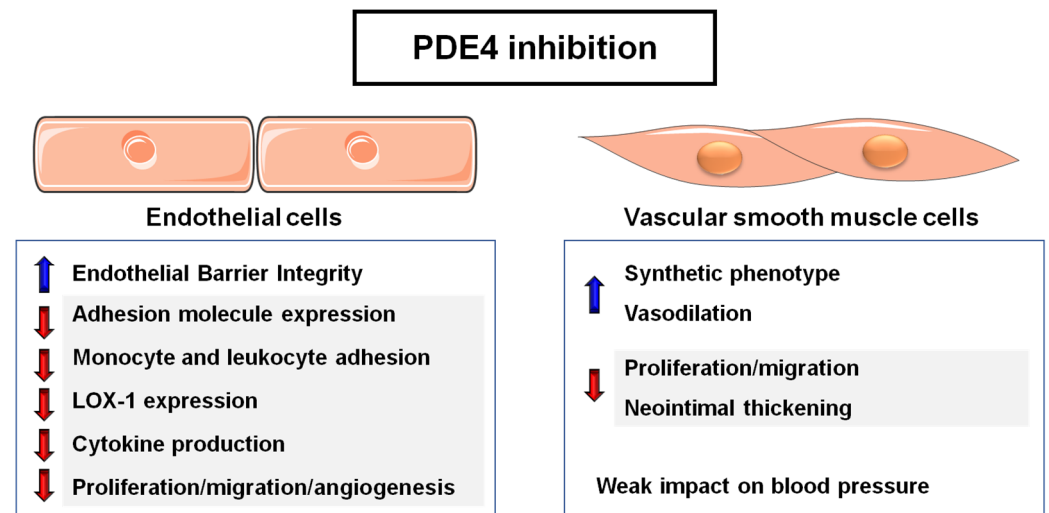 PDE4 inhibition
Endothelial cells
Endothelial Barrier Integrity
Adhesion molecule expression
Monocyte and leukocyte adhesion
LOX-1 expression
Cytokine production
Proliferation/migration/angiogenesis
Vascular smooth muscle cells
Synthetic phenotype
Vasodilation
Proliferation/migration
Neointimal thickening
Weak impact on blood pressure